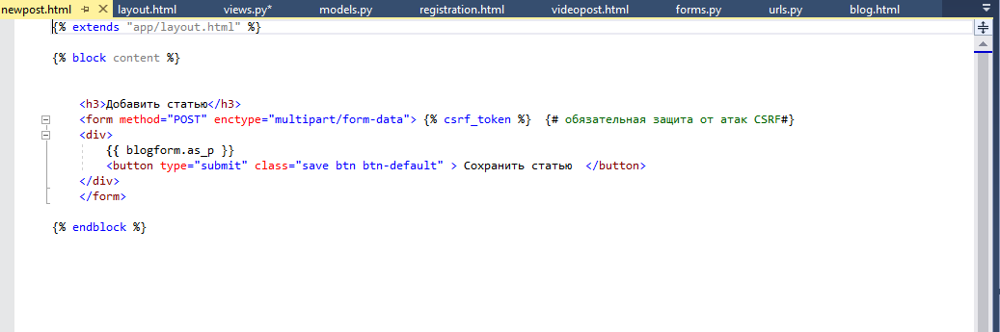 newpost.html layout.html views.py* models.py registration.html videopost.html forms.py urls.py blog.html
{% extends "app/layout.html" %}
{% block content %}
<h3>Добавить статью</h3>
<form method="POST" enctype="multipart/form-data"> {% csrf_token %} {# обязательная защита от атак CSRF#}
<div>
{{ blogform.as_p }}
<button type="submit" class="save btn btn-default" > Сохранить статью </button>
</div>
</form>
{% endblock %}